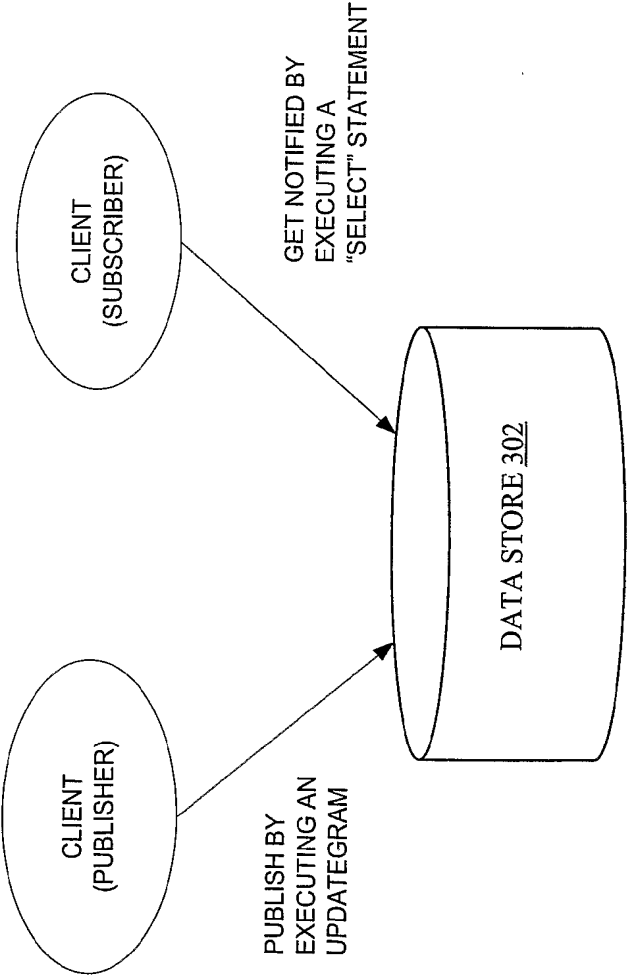 CLIENT
(PUBLISHER)
CLIENT
(SUBSCRIBER)
PUBLISH BY
EXECUTING AN
UPDATEGRAM
GET NOTIFIED BY
EXECUTING A
"SELECT" STATEMENT
DATA STORE 302